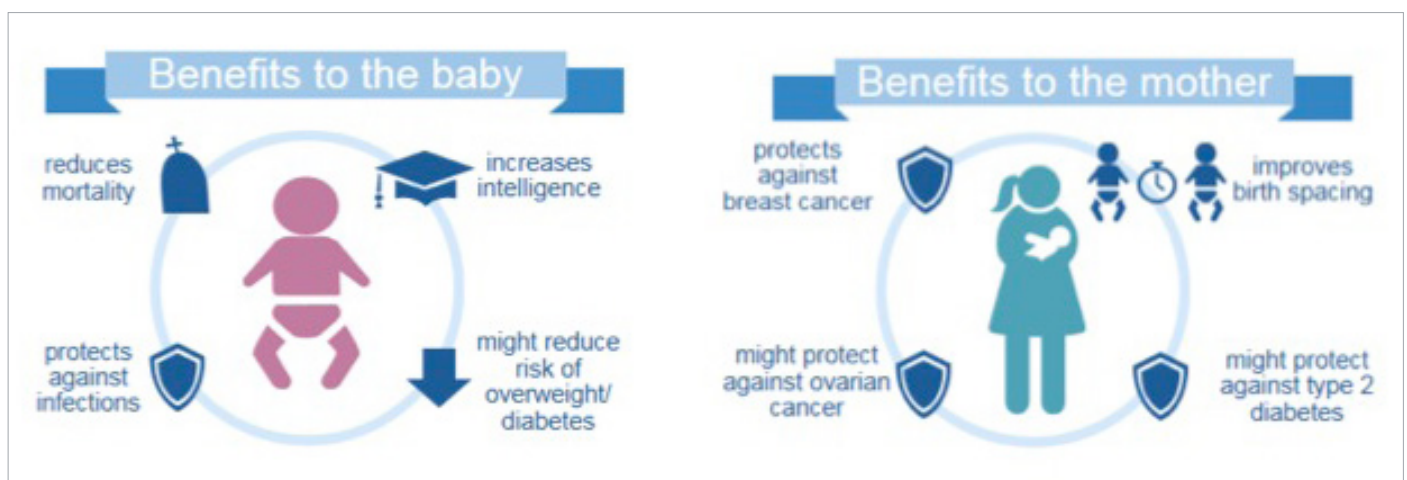 Benefits to the baby
reduces
mortality
increases
intelligence
protects
against
infections
might reduce
risk of
overweight/
diabetes
Benefits to the mother
protects
against
breast cancer
improves
birth spacing
might protect
against ovarian
cancer
might protect
against type 2
diabetes